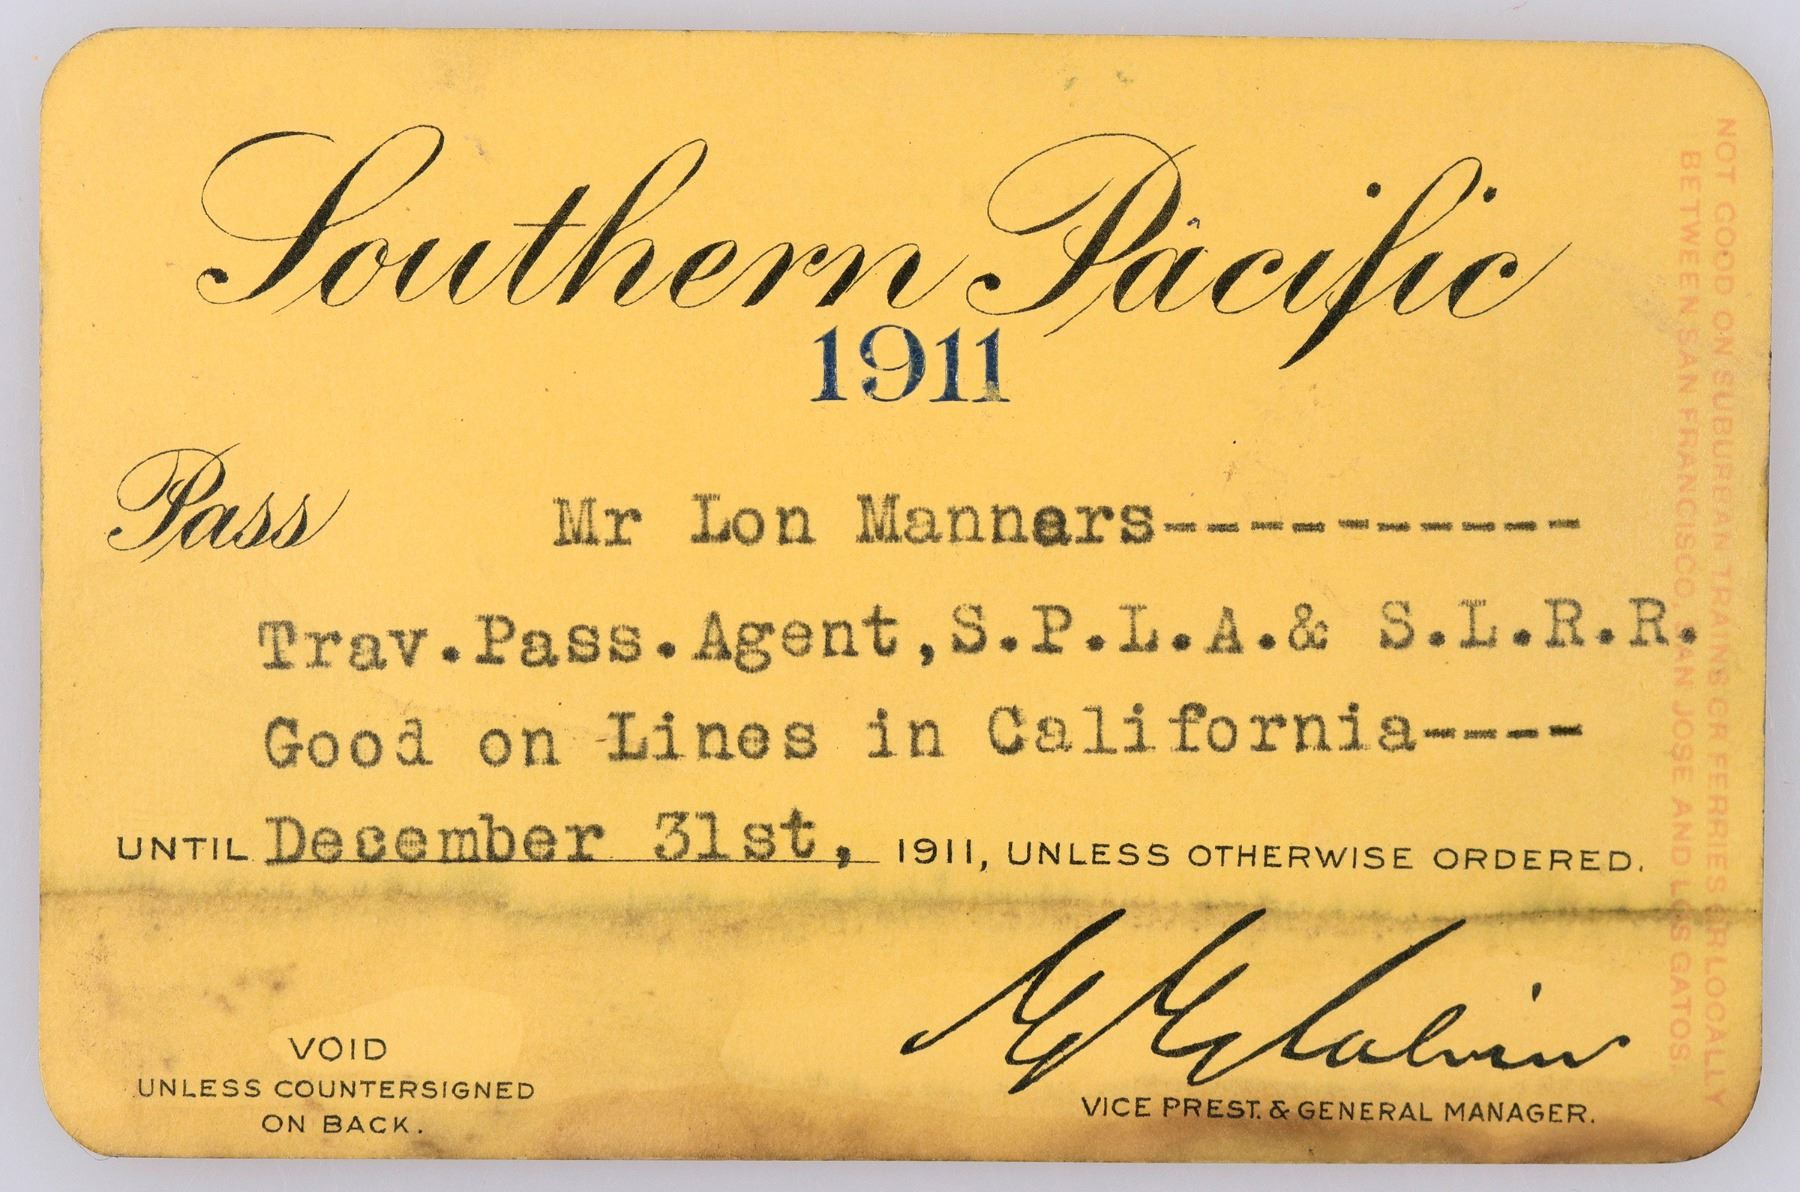 Southern Pacific
1911
Pass Mr Lon Manners-----------
Trav.Pass.Agent,S.P.L.A.& S.L.R.R.
Good on Lines in California----
UNTIL December 31st, 1911, UNLESS OTHERWISE ORDERED.
VOID
UNLESS COUNTERSIGNED
ON BACK.
E E Calvin
VICE PREST. & GENERAL MANAGER.
NOT GOOD ON SUBURBAN TRAINS OR FERRIES OR LOCALLY
BETWEEN SAN FRANCISCO, SAN JOSE AND LOS GATOS.